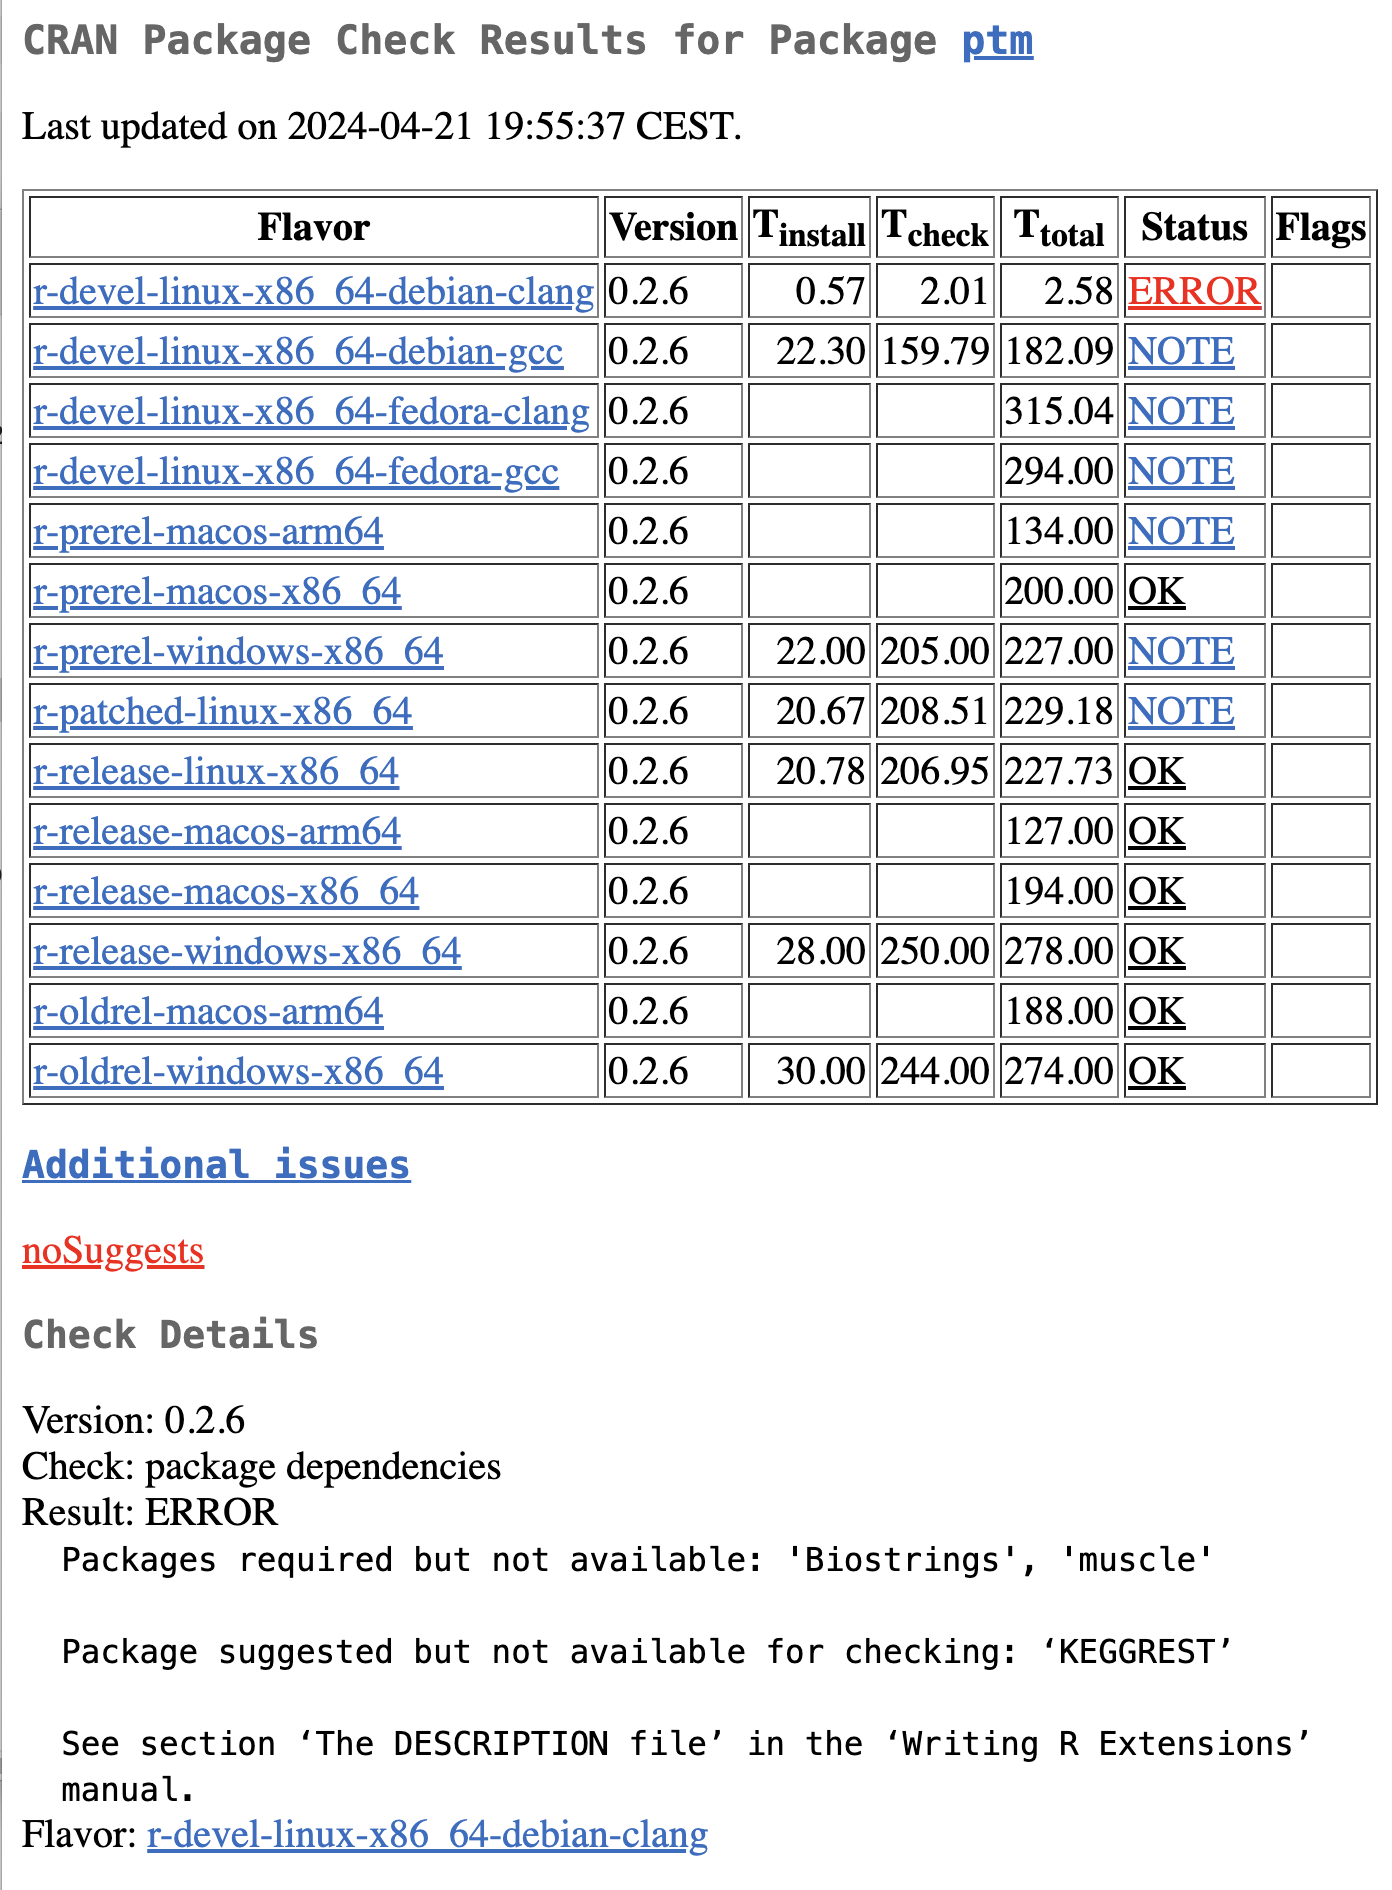 CRAN Package Check Results for Package ptm
Last updated on 2024-04-21 19:55:37 CEST.
Flavor Version Tinstall Tcheck Ttotal Status Flags
r-devel-linux-x86_64-debian-clang 0.2.6 0.57 2.01 2.58 ERROR
r-devel-linux-x86_64-debian-gcc 0.2.6 22.30 159.79 182.09 NOTE
r-devel-linux-x86_64-fedora-clang 0.2.6 315.04 NOTE
r-devel-linux-x86_64-fedora-gcc 0.2.6 294.00 NOTE
r-prerel-macos-arm64 0.2.6 134.00 NOTE
r-prerel-macos-x86_64 0.2.6 200.00 OK
r-prerel-windows-x86_64 0.2.6 22.00 205.00 227.00 NOTE
r-patched-linux-x86_64 0.2.6 20.67 208.51 229.18 NOTE
r-release-linux-x86_64 0.2.6 20.78 206.95 227.73 OK
r-release-macos-arm64 0.2.6 127.00 OK
r-release-macos-x86_64 0.2.6 194.00 OK
r-release-windows-x86_64 0.2.6 28.00 250.00 278.00 OK
r-oldrel-macos-arm64 0.2.6 188.00 OK
r-oldrel-windows-x86_64 0.2.6 30.00 244.00 274.00 OK
Additional issues
noSuggests
Check Details
Version: 0.2.6
Check: package dependencies
Result: ERROR
Packages required but not available: 'Biostrings', 'muscle'
Package suggested but not available for checking: ‘KEGGREST’
See section ‘The DESCRIPTION file’ in the ‘Writing R Extensions’
manual.
Flavor: r-devel-linux-x86_64-debian-clang